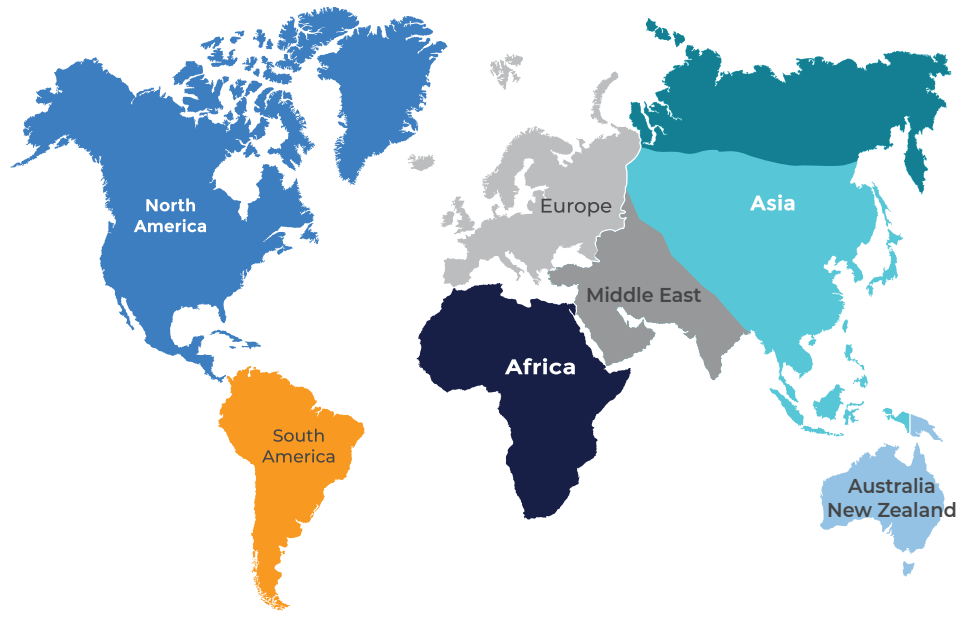 North
America
Europe
Asia
Middle East
Africa
South
America
Australia
New Zealand